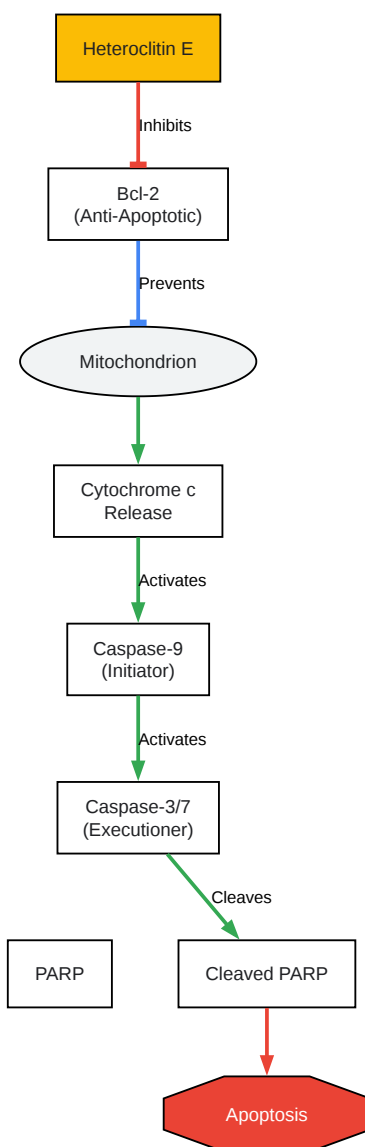 Heteroclitin E
Inhibits
Bcl-2
(Anti-Apoptotic)
Prevents
Mitochondrion
Cytochrome c
Release
Activates
Caspase-9
(Initiator)
Activates
Caspase-3/7
(Executioner)
Cleaves
PARP
Cleaved PARP
Apoptosis